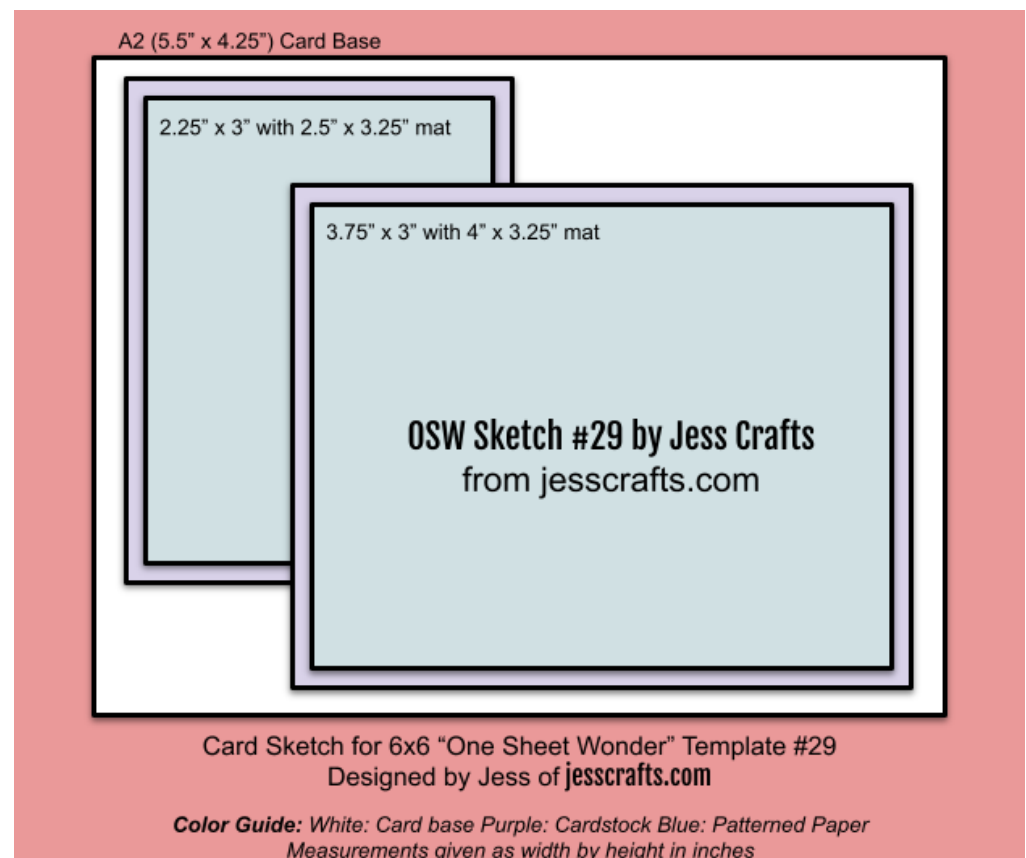 A2 (5.5” x 4.25”) Card Base
2.25” x 3” with 2.5” x 3.25” mat
3.75” x 3” with 4” x 3.25” mat
OSW Sketch #29 by Jess Crafts
from jesscrafts.com
Card Sketch for 6x6 “One Sheet Wonder” Template #29
Designed by Jess of jesscrafts.com
Color Guide: White: Card base Purple: Cardstock Blue: Patterned Paper
Measurements given as width by height in inches